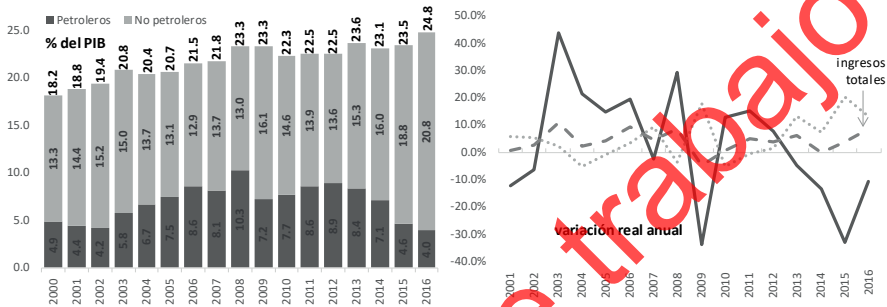 Petroleros No petroleros
% del PIB
25.0
20.0
15.0
10.0
5.0
0.0
18.2 18.8 19.4 20.8 20.4 20.7 21.5 21.8 23.3 23.3 22.3 22.5 22.5 23.6 23.1 23.5 24.8
13.3 14.4 15.2 15.0 13.7 13.1 12.9 13.7 13.0 16.1 14.6 13.9 13.6 15.3 16.0 18.8 20.8
4.9 4.4 4.2 5.8 6.7 7.5 8.6 8.1 10.3 7.2 7.7 8.6 8.9 8.4 7.1 4.6 4.0
2000 2001 2002 2003 2004 2005 2006 2007 2008 2009 2010 2011 2012 2013 2014 2015 2016
50.0%
40.0%
30.0%
20.0%
10.0%
0.0%
-10.0%
-20.0%
-30.0%
-40.0%
ingresos
totales
variación real anual
2001 2002 2003 2004 2005 2006 2007 2008 2009 2010 2011 2012 2013 2014 2015 2016
trabajo